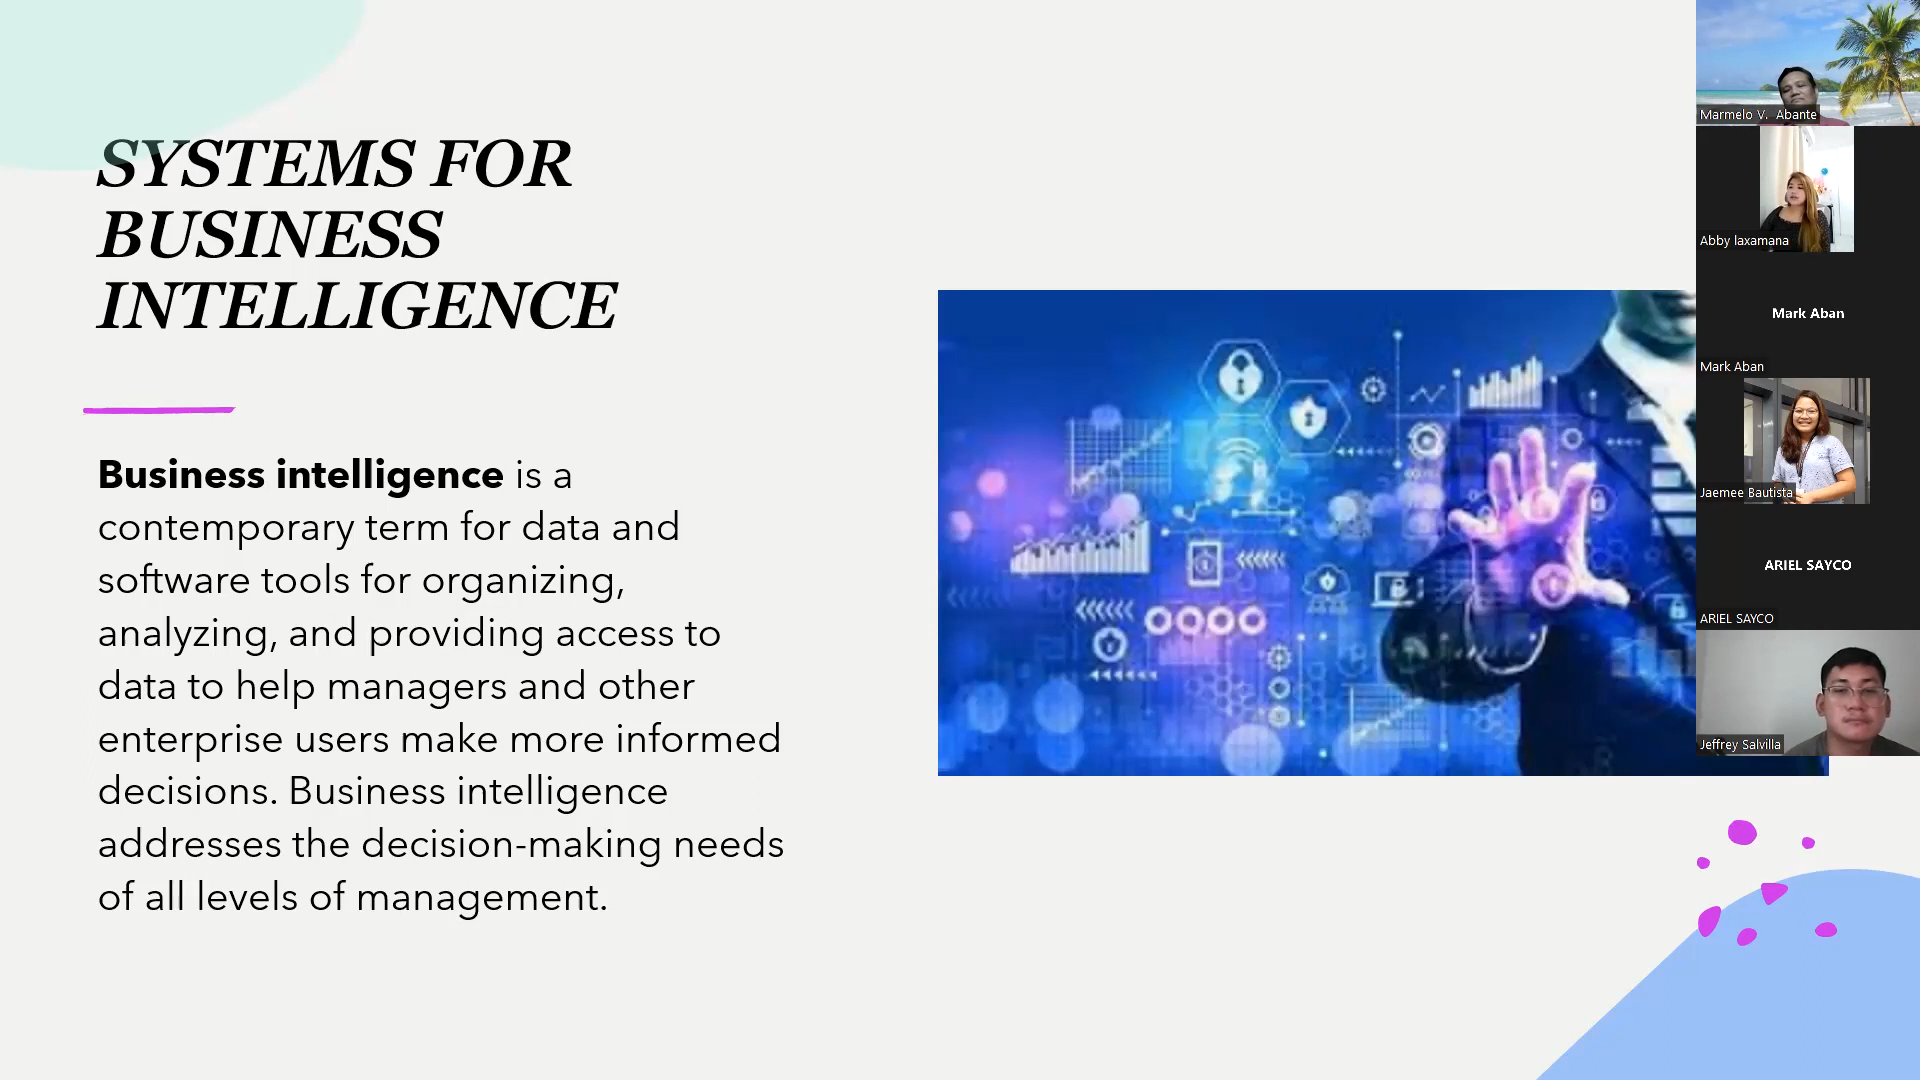 SYSTEMS FOR
BUSINESS
INTELLIGENCE
Business intelligence is a
contemporary term for data and
software tools for organizing,
analyzing, and providing access to
data to help managers and other
enterprise users make more informed
decisions. Business intelligence
addresses the decision-making needs
of all levels of management.
Marmelo V. Abante
Abby laxamana
Mark Aban
Mark Aban
Jaemee Bautista
ARIEL SAYCO
ARIEL SAYCO
Jeffrey Salvilla